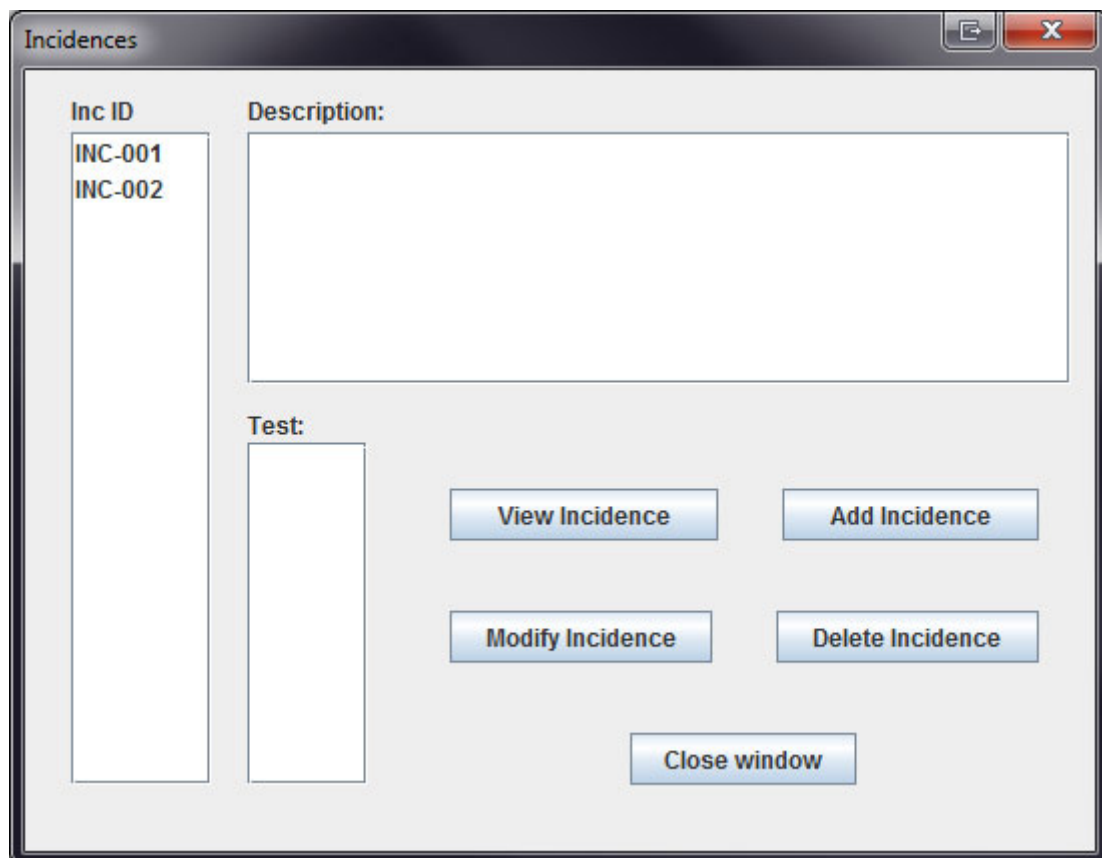 Incidences
Inc ID
Description:
INC-001
INC-002
Test:
View Incidence
Add Incidence
Modify Incidence
Delete Incidence
Close window